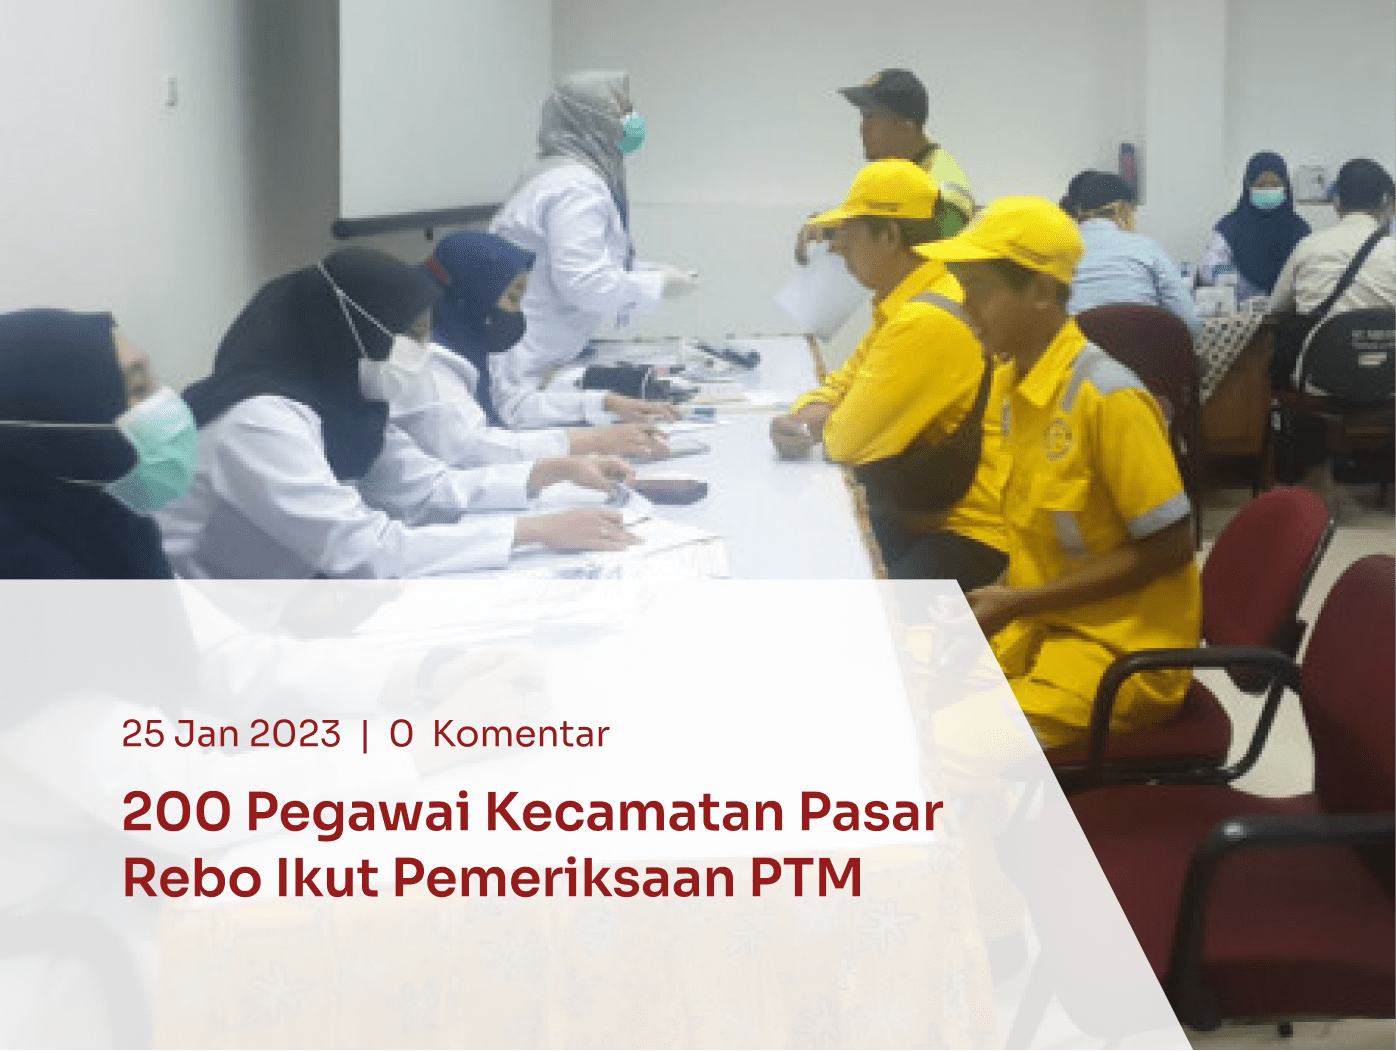 25 Jan 2023 | 0 Komentar
200 Pegawai Kecamatan Pasar
Rebo Ikut Pemeriksaan PTM